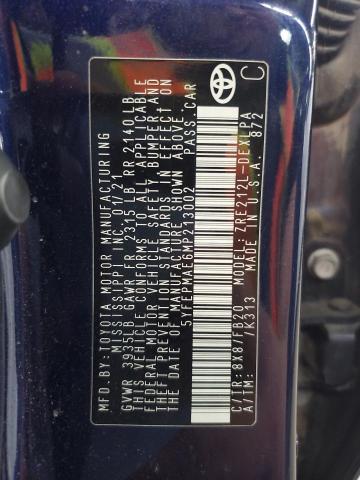 MFD.BY:TOYOTA MOTOR MANUFACTURING
MISSISSIPPI INC. 01/21
GVWR 3935LB GAWR FR 2315 LB RR 2140 LB
THIS VEHICLE CONFORMS TO ALL APPLICABLE
FEDERAL MOTOR VEHICLE SAFETY, BUMPER AND
THEFT PREVENTION STANDARDS IN EFFECT ON
THE DATE OF MANUFACTURE SHOWN ABOVE.
5YFEPMAE6MP213002 PASS.CAR
C/TR: 8X8/FB20 MODEL: ZRE212L-DEXLPA
A/TM: /K313 MADE IN U.S.A. 872
C